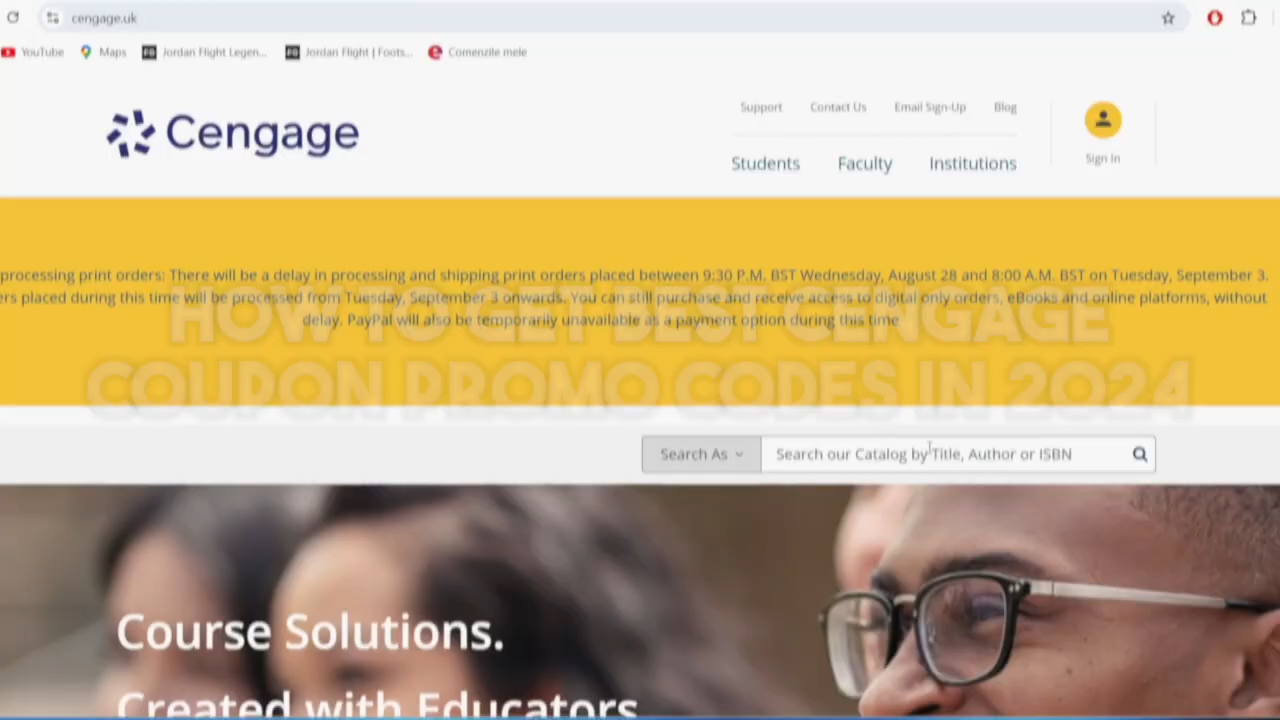 cengage.uk
YouTube
Maps
Jordan Flight Legen...
Jordan Flight | Foots...
Comenzile mele
Cengage
Support
Contact Us
Email Sign-Up
Blog
Students
Faculty
Institutions
Sign In
processing print orders: There will be a delay in processing and shipping print orders placed between 9:30 P.M. BST Wednesday, August 28 and 8:00 A.M. BST on Tuesday, September 3.
ers placed during this time will be processed from Tuesday, September 3 onwards. You can still purchase and receive access to digital only orders, eBooks and online platforms, without
delay. PayPal will also be temporarily unavailable as a payment option during this time
HOW TO GET BEST CENGAGE
COUPON PROMO CODES IN 2024
Search As
Search our Catalog by Title, Author or ISBN
Course Solutions.
Created with Educators